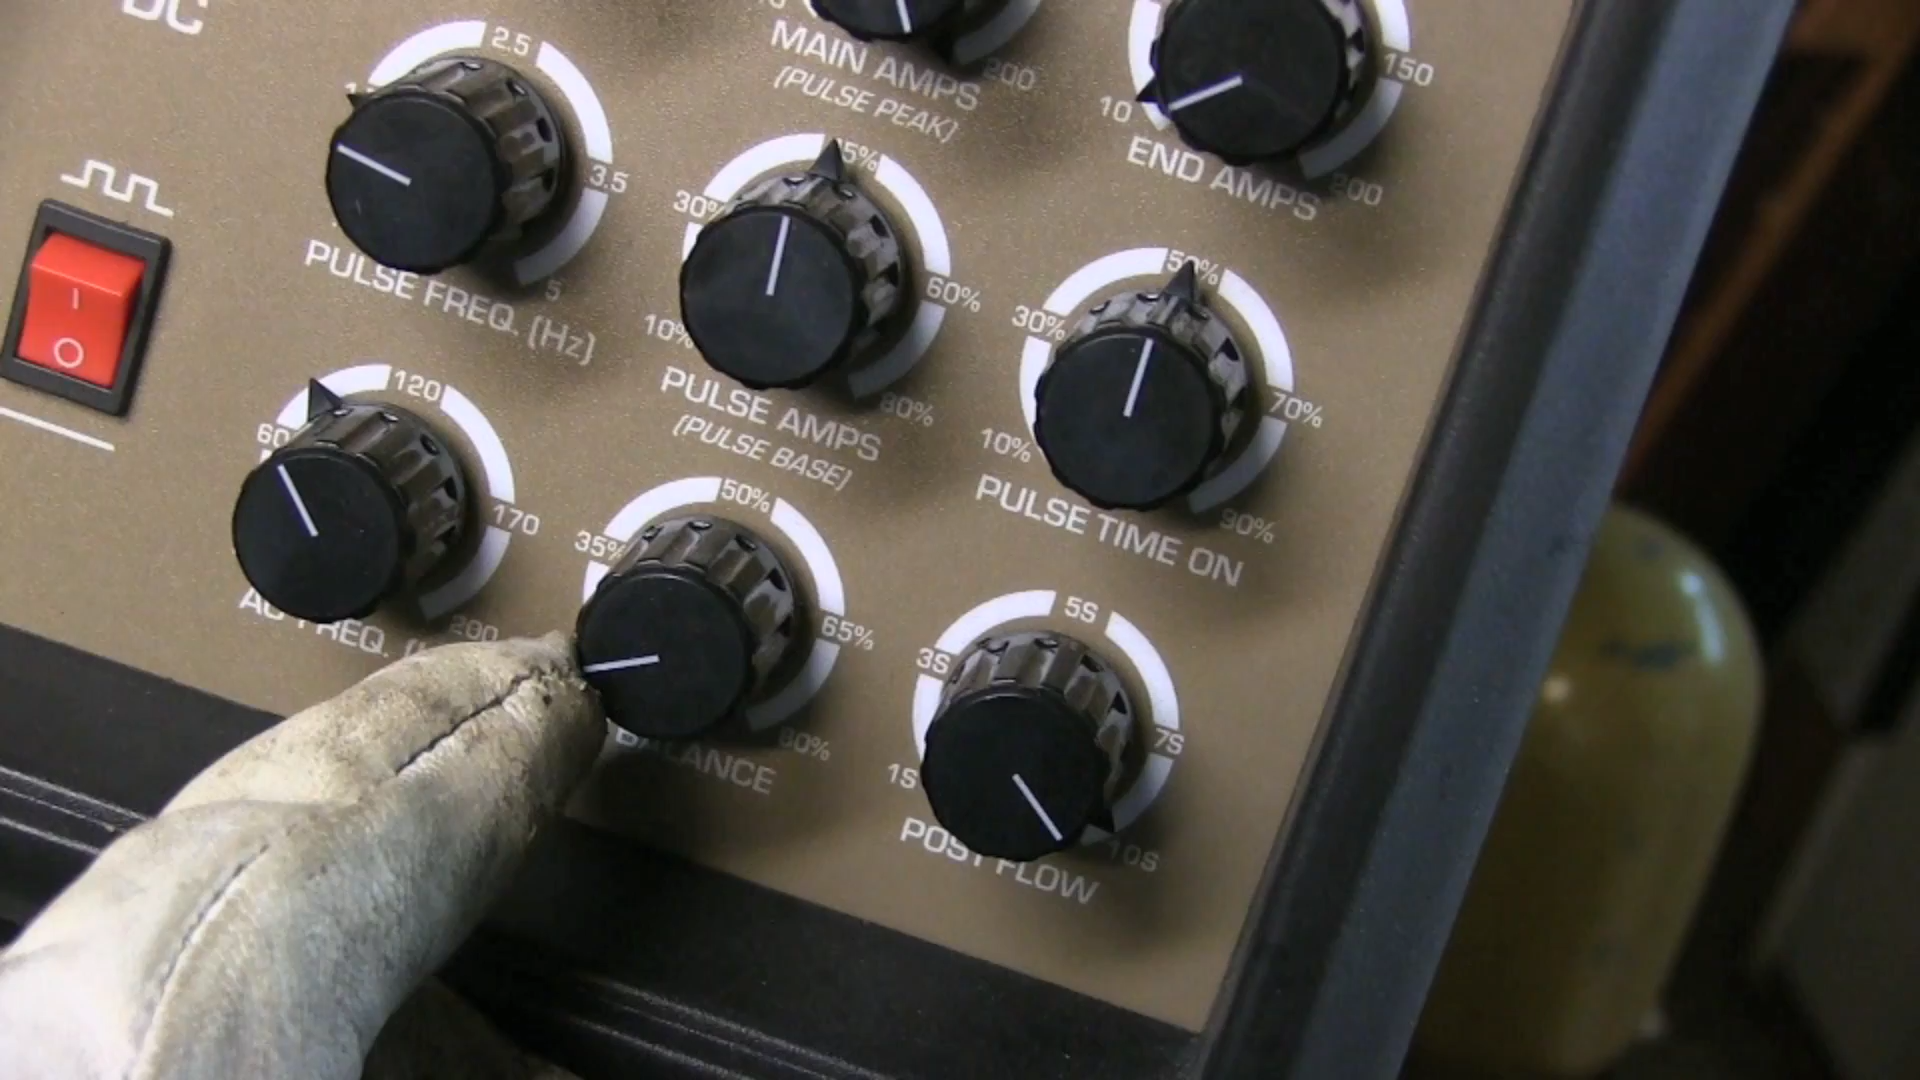 DC
MAIN AMPS
(PULSE PEAK)
200
10
150
200
END AMPS
2.5
3.5
5
PULSE FREQ. (Hz)
30%
10%
60%
80%
PULSE AMPS
(PULSE BASE)
50%
30%
10%
70%
90%
PULSE TIME ON
I
O
60
120
170
200
35%
50%
65%
80%
BALANCE
5S
3S
1S
7S
10S
POST FLOW